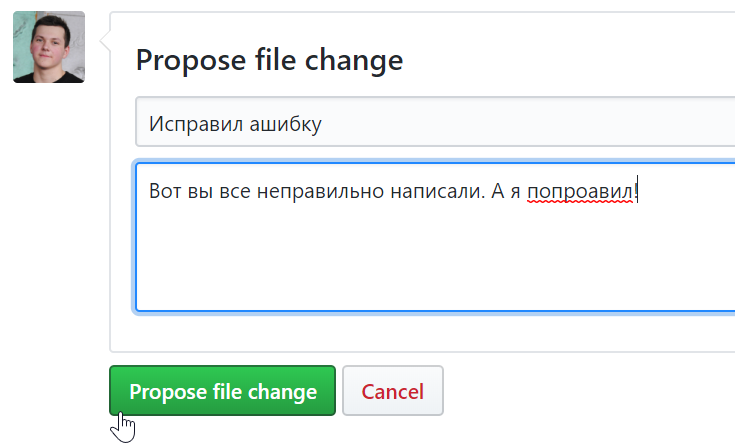 Propose file change
Исправил ашибку
Вот вы все неправильно написали. А я попроавил!
Propose file change
Cancel